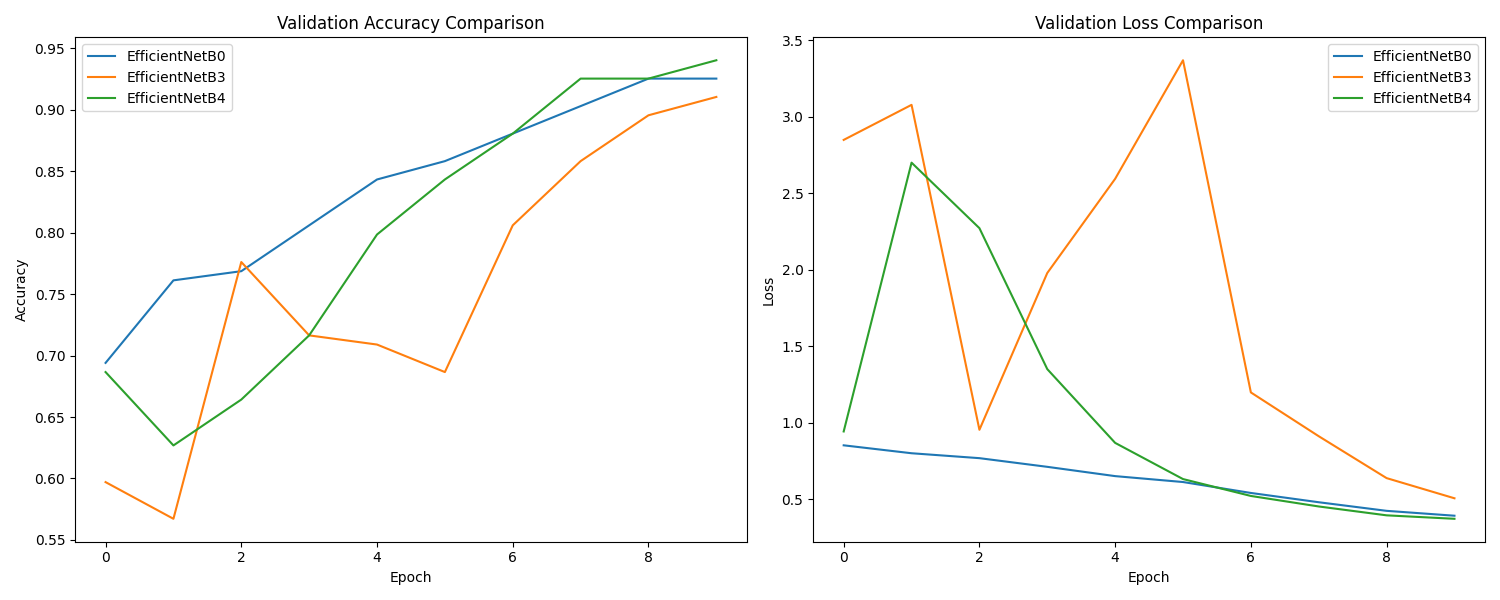 Validation Accuracy Comparison
EfficientNetB0
EfficientNetB3
EfficientNetB4
0.95
0.90
0.85
0.80
0.75
0.70
0.65
0.60
0.55
Accuracy
0 2 4 6 8
Epoch
Validation Loss Comparison
EfficientNetB0
EfficientNetB3
EfficientNetB4
3.5
3.0
2.5
2.0
1.5
1.0
0.5
Loss
0 2 4 6 8
Epoch